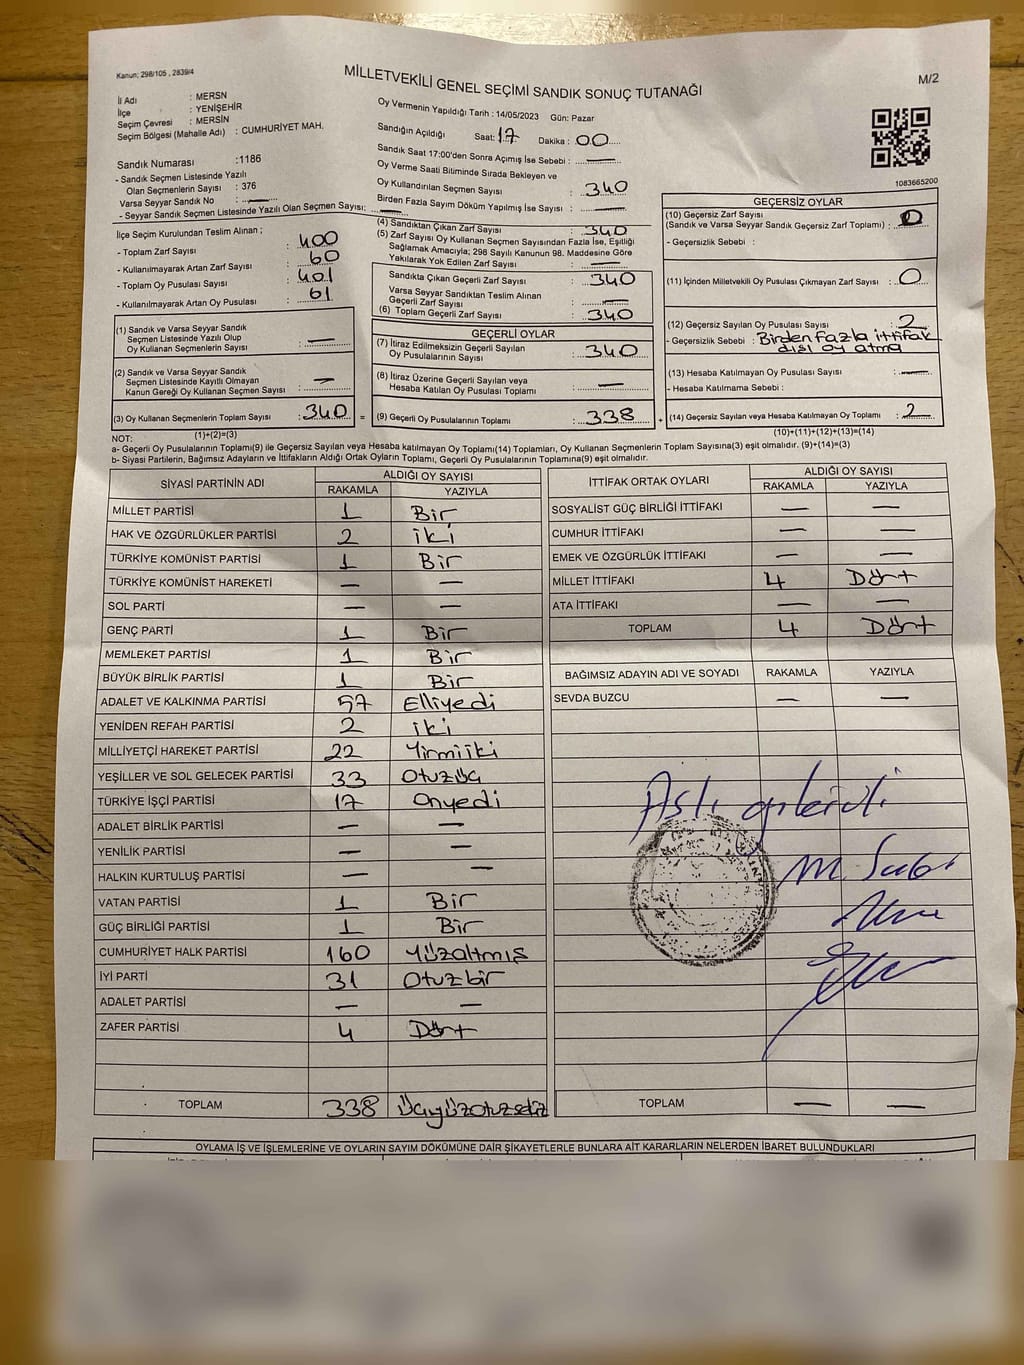 Kanun; 298/105 , 2839/4
MİLLETVEKİLİ GENEL SEÇİMİ SANDIK SONUÇ TUTANAĞI
M/2
İl Adı : MERSN
İlçe : YENİŞEHİR
Seçim Çevresi : MERSİN
Seçim Bölgesi (Mahalle Adı) : CUMHURİYET MAH.
Sandık Numarası :1186
- Sandık Seçmen Listesinde Yazılı
Olan Seçmenlerin Sayısı : 376
Varsa Seyyar Sandık No : —
- Seyyar Sandık Seçmen Listesinde Yazılı Olan Seçmen Sayısı; —
Oy Vermenin Yapıldığı Tarih : 14/05/2023 Gün: Pazar
Sandığın Açıldığı Saat: 17 Dakika : 00
Sandık Saat 17:00'den Sonra Açımış İse Sebebi : —
Oy Verme Saati Bitiminde Sırada Bekleyen ve
Oy Kullandırılan Seçmen Sayısı : 340
Birden Fazla Sayım Döküm Yapılmış İse Sayısı : —
1083665200
İlçe Seçim Kurulundan Teslim Alınan ;
- Toplam Zarf Sayısı : 400
- Kullanılmayarak Artan Zarf Sayısı : 60
- Toplam Oy Pusulası Sayısı : 401
- Kullanılmayarak Artan Oy Pusulası : 61
(4) Sandıktan Çıkan Zarf Sayısı : 340
(5) Zarf Sayısı Oy Kullanan Seçmen Sayısından Fazla İse, Eşitliği
Sağlamak Amacıyla; 298 Sayılı Kanunun 98. Maddesine Göre
Yakılarak Yok Edilen Zarf Sayısı : —
Sandıkta Çıkan Geçerli Zarf Sayısı : 340
Varsa Seyyar Sandıktan Teslim Alınan
Geçerli Zarf Sayısı : —
(6) Toplam Geçerli Zarf Sayısı : 340
GEÇERSİZ OYLAR
(10) Geçersiz Zarf Sayısı
(Sandık ve Varsa Seyyar Sandık Geçersiz Zarf Toplamı) : 0
- Geçersizlik Sebebi :
(11) İçinden Milletvekili Oy Pusulası Çıkmayan Zarf Sayısı : 0
(12) Geçersiz Sayılan Oy Pusulası Sayısı : 2
- Geçersizlik Sebebi : Birden fazla ittifak
dışı oy atma
(13) Hesaba Katılmayan Oy Pusulası Sayısı : —
- Hesaba Katılmama Sebebi :
(14) Geçersiz Sayılan veya Hesaba Katılmayan Oy Toplamı : 2
(10)+(11)+(12)+(13)=(14)
(1) Sandık ve Varsa Seyyar Sandık
Seçmen Listesinde Yazılı Olup
Oy Kullanan Seçmenlerin Sayısı : —
(2) Sandık ve Varsa Seyyar Sandık
Seçmen Listesinde Kayıtlı Olmayan
Kanun Gereği Oy Kullanan Seçmen Sayısı : —
(3) Oy Kullanan Seçmenlerin Toplam Sayısı : 340 =
(1)+(2)=(3)
GEÇERLİ OYLAR
(7) İtiraz Edilmeksizin Geçerli Sayılan
Oy Pusulalarının Sayısı : 340
(8) İtiraz Üzerine Geçerli Sayılan veya
Hesaba Katılan Oy Pusulası Toplamı : —
(9) Geçerli Oy Pusulalarının Toplamı : 338 +
NOT:
a- Geçerli Oy Pusulalarının Toplamı(9) ile Geçersiz Sayılan veya Hesaba katılmayan Oy Toplamı(14) Toplamları, Oy Kullanan Seçmenlerin Toplam Sayısına(3) eşit olmalıdır. (9)+(14)=(3)
b- Siyasi Partilerin, Bağımsız Adayların ve İttifakların Aldığı Ortak Oyların Toplamı, Geçerli Oy Pusulalarının Toplamına(9) eşit olmalıdır.
SİYASİ PARTİNİN ADI ALDIĞI OY SAYISI
RAKAMLA YAZIYLA
MİLLET PARTİSİ 1 Bir
HAK VE ÖZGÜRLÜKLER PARTİSİ 2 iki
TÜRKİYE KOMÜNİST PARTİSİ 1 Bir
TÜRKİYE KOMÜNİST HAREKETİ — —
SOL PARTİ — —
GENÇ PARTİ 1 Bir
MEMLEKET PARTİSİ 1 Bir
BÜYÜK BİRLİK PARTİSİ 1 Bir
ADALET VE KALKINMA PARTİSİ 57 Elliyedi
YENİDEN REFAH PARTİSİ 2 iki
MİLLİYETÇİ HAREKET PARTİSİ 22 Yirmiiki
YEŞİLLER VE SOL GELECEK PARTİSİ 33 Otuzüç
TÜRKİYE İŞÇİ PARTİSİ 17 Onyedi
ADALET BİRLİK PARTİSİ — —
YENİLİK PARTİSİ — —
HALKIN KURTULUŞ PARTİSİ — —
VATAN PARTİSİ 1 Bir
GÜÇ BİRLİĞİ PARTİSİ 1 Bir
CUMHURİYET HALK PARTİSİ 160 Yüzaltmış
İYİ PARTİ 31 Otuzbir
ADALET PARTİSİ — —
ZAFER PARTİSİ 4 Dört
TOPLAM 338 Üçyüzotuzsekiz
İTTİFAK ORTAK OYLARI ALDIĞI OY SAYISI
RAKAMLA YAZIYLA
SOSYALİST GÜÇ BİRLİĞİ İTTİFAKI — —
CUMHUR İTTİFAKI — —
EMEK VE ÖZGÜRLÜK İTTİFAKI — —
MİLLET İTTİFAKI 4 Dört
ATA İTTİFAKI — —
TOPLAM 4 Dört
BAĞIMSIZ ADAYIN ADI VE SOYADI RAKAMLA YAZIYLA
SEVDA BUZCU — —
Aslı gibidir
TOPLAM — —
OYLAMA İŞ VE İŞLEMLERİNE VE OYLARIN SAYIM DÖKÜMÜNE DAİR ŞİKAYETLERLE BUNLARA AİT KARARLARIN NELERDEN İBARET BULUNDUKLARI